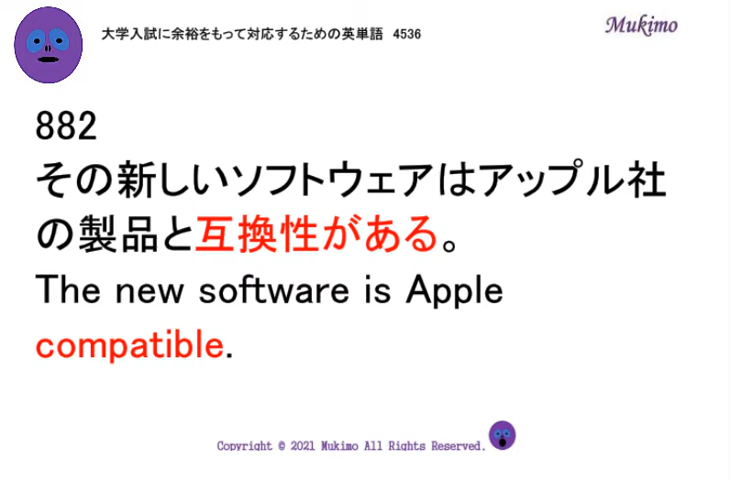 大学入試に余裕をもって対応するための英単語 4536
Mukimo
882
その新しいソフトウェアはアップル社
の製品と互換性がある。
The new software is Apple
compatible.
Copyright © 2021 Mukimo All Rights Reserved.